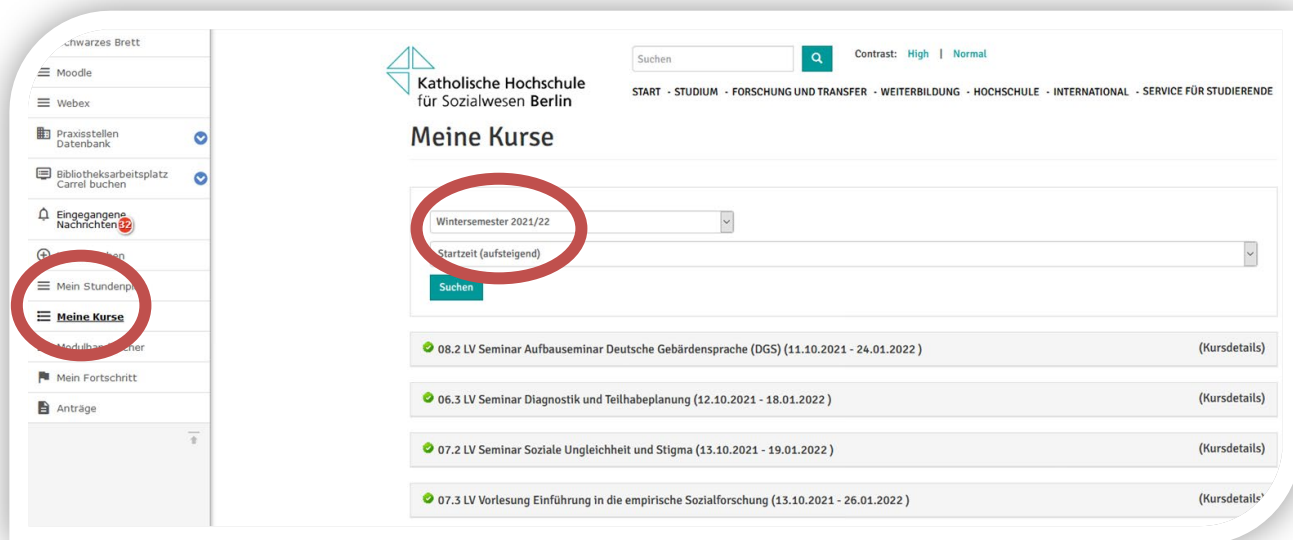 Schwarzes Brett
Moodle
Webex
Praxisstellen
Datenbank
Bibliotheksarbeitsplatz
Carrel buchen
Eingegangene
Nachrichten 32
Mein Stundenplan
Meine Kurse
Mein Fortschritt
Anträge
Katholische Hochschule
für Sozialwesen Berlin
Suchen
Contrast: High | Normal
START - STUDIUM - FORSCHUNG UND TRANSFER - WEITERBILDUNG - HOCHSCHULE - INTERNATIONAL - SERVICE FÜR STUDIERENDE
Meine Kurse
Wintersemester 2021/22
Startzeit (aufsteigend)
Suchen
08.2 LV Seminar Aufbauseminar Deutsche Gebärdensprache (DGS) (11.10.2021 - 24.01.2022 ) (Kursdetails)
06.3 LV Seminar Diagnostik und Teilhabeplanung (12.10.2021 - 18.01.2022 ) (Kursdetails)
07.2 LV Seminar Soziale Ungleichheit und Stigma (13.10.2021 - 19.01.2022 ) (Kursdetails)
07.3 LV Vorlesung Einführung in die empirische Sozialforschung (13.10.2021 - 26.01.2022 ) (Kursdetails)